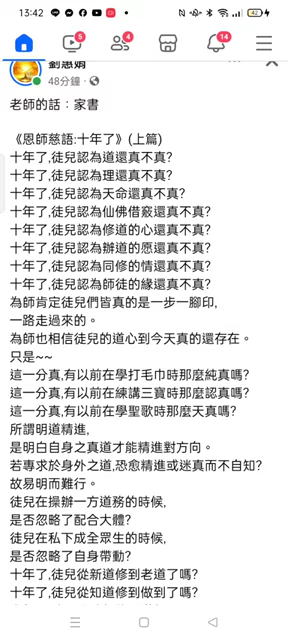 13:42
42
5
4
14
劉惠娟
48分鐘
老師的話：家書
《恩師慈語:十年了》(上篇)
十年了,徒兒認為道還真不真?
十年了,徒兒認為理還真不真?
十年了,徒兒認為天命還真不真?
十年了,徒兒認為仙佛借竅還真不真?
十年了,徒兒認為修道的心還真不真?
十年了,徒兒認為辦道的愿還真不真?
十年了,徒兒認為同修的情還真不真?
十年了,徒兒認為師徒的緣還真不真?
為師肯定徒兒們皆真的是一步一腳印,
一路走過來的。
為師也相信徒兒的道心到今天真的還存在。
只是~~
這一分真,有以前在學打毛巾時那麼純真嗎?
這一分真,有以前在練講三寶時那麼認真嗎?
這一分真,有以前在學聖歌時那麼天真嗎?
所謂明道精進,
是明白自身之真道才能精進對方向。
若專求於身外之道,恐愈精進或迷真而不自知?
故易明而難行。
徒兒在操辦一方道務的時候,
是否忽略了配合大體?
徒兒在私下成全眾生的時候,
是否忽略了自身帶動?
十年了,徒兒從新道修到老道了嗎?
十年了,徒兒從知道修到做到了嗎?